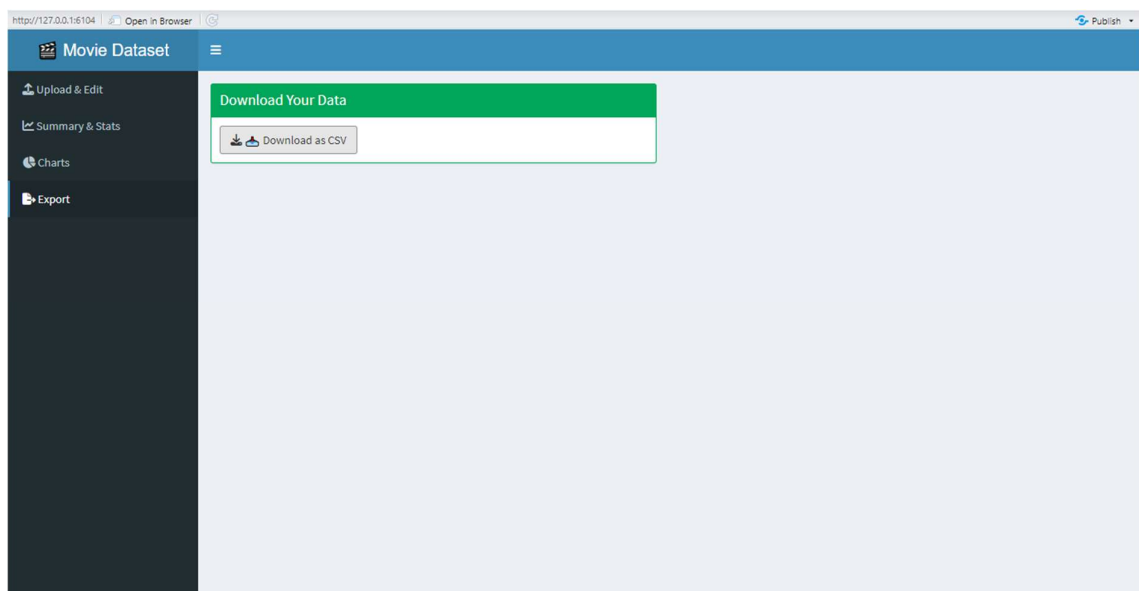 http://127.0.0.1:6104 Open in Browser Publish
Movie Dataset
Upload & Edit
Summary & Stats
Charts
Export
Download Your Data
Download as CSV